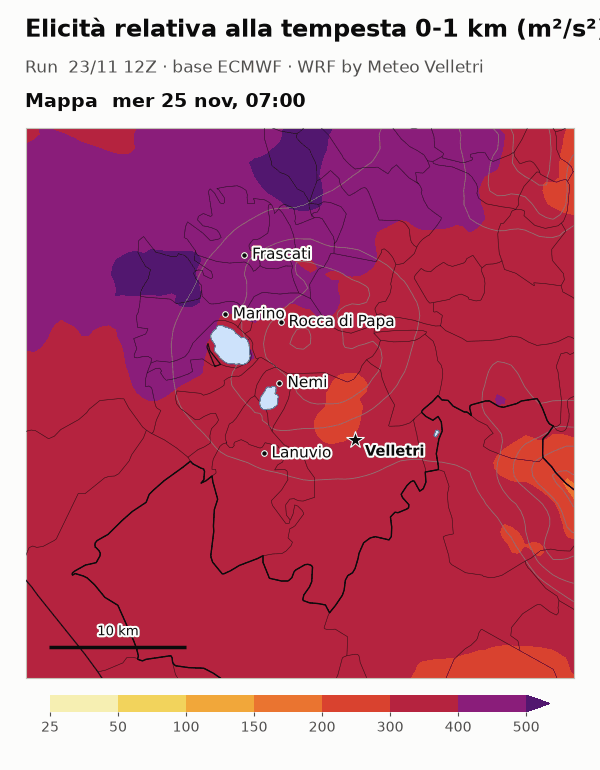 Elicità relativa alla tempesta 0-1 km (m²/s²)
Run  23/11 12Z · base ECMWF · WRF by Meteo Velletri
Mappa  mer 25 nov, 07:00
Frascati
Marino
Rocca di Papa
Nemi
Velletri
Lanuvio
10 km
25 50 100 150 200 300 400 500